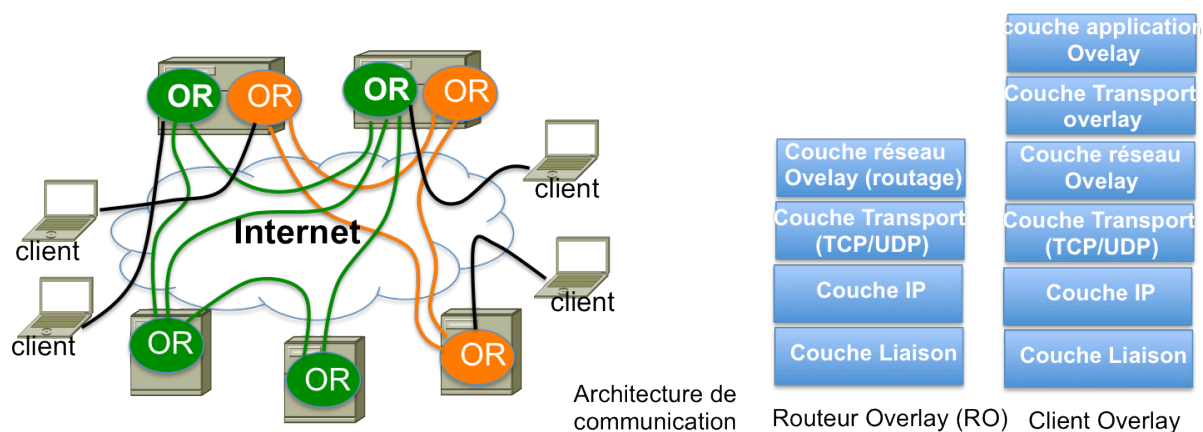 OR
OR
OR
OR
client
client
Internet
client
client
OR
OR
OR
Architecture de
communication
Couche réseau
Ovelay (routage)
Couche Transport
(TCP/UDP)
Couche IP
Couche Liaison
Routeur Overlay (RO)
couche application
Ovelay
Couche Transport
overlay
Couche réseau
Ovelay
Couche Transport
(TCP/UDP)
Couche IP
Couche Liaison
Client Overlay